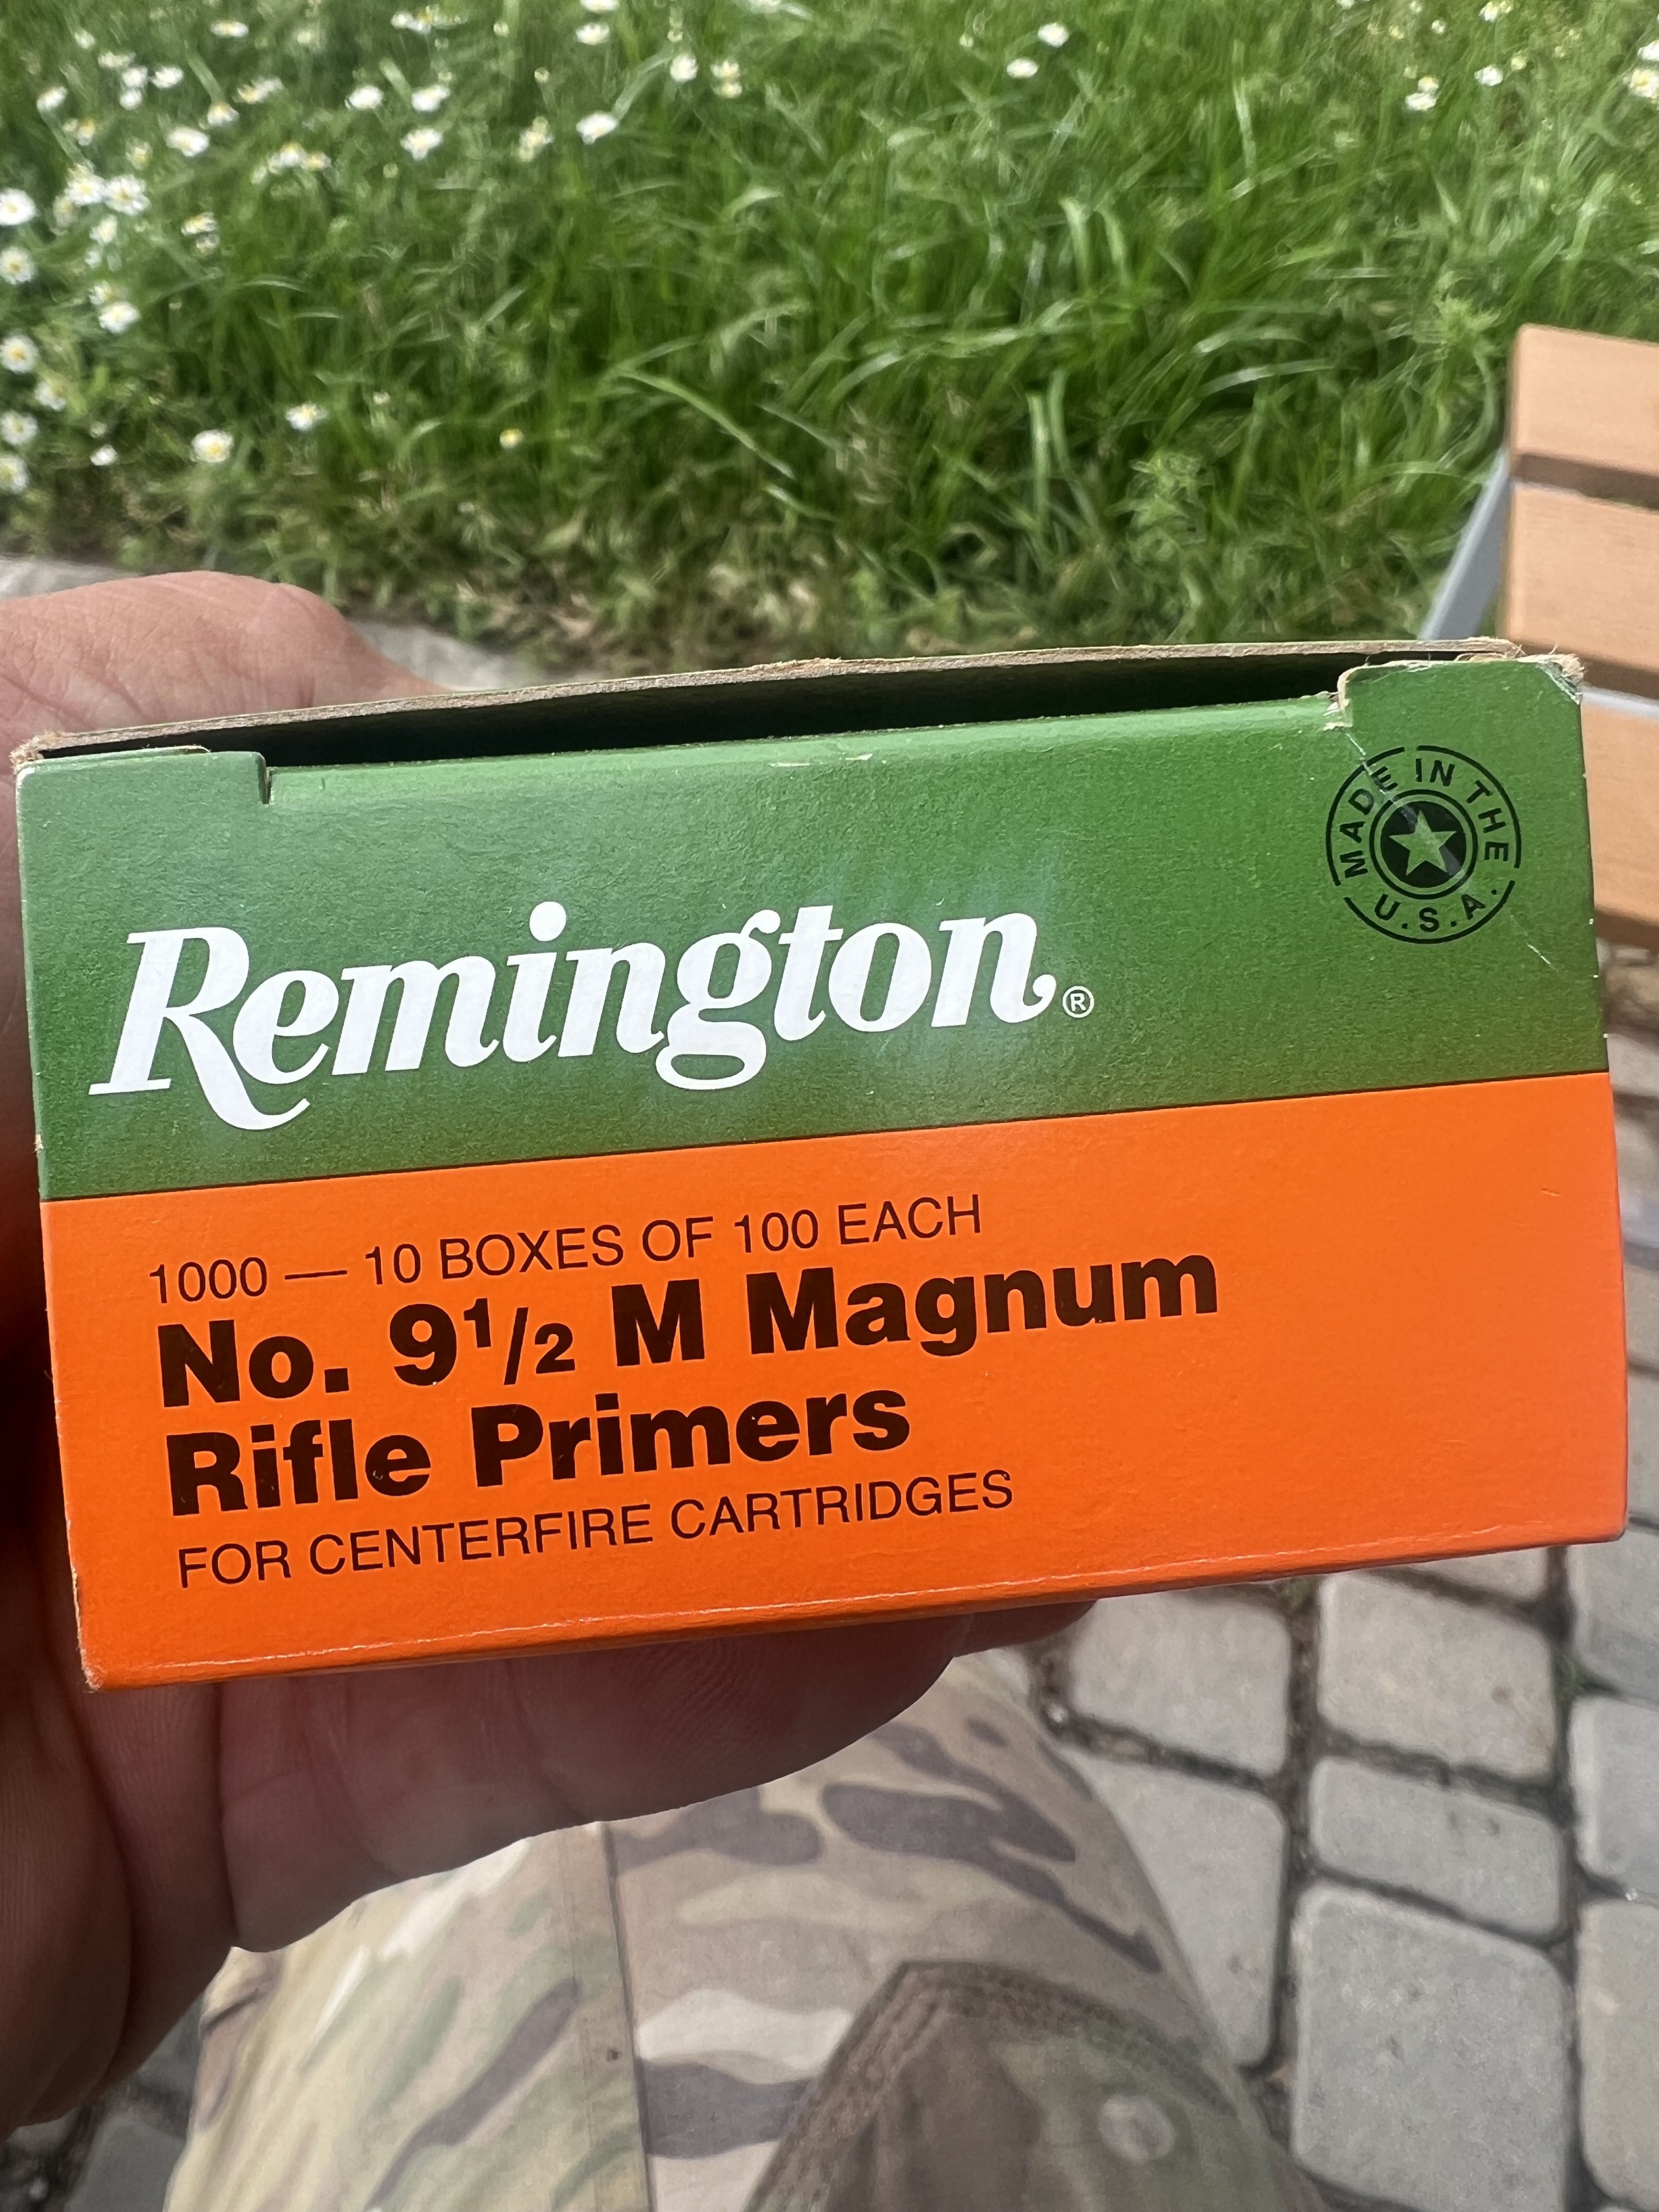 MADE IN THE
U.S.A.
Remington®
1000 — 10 BOXES OF 100 EACH
No. 9½ M Magnum
Rifle Primers
FOR CENTERFIRE CARTRIDGES